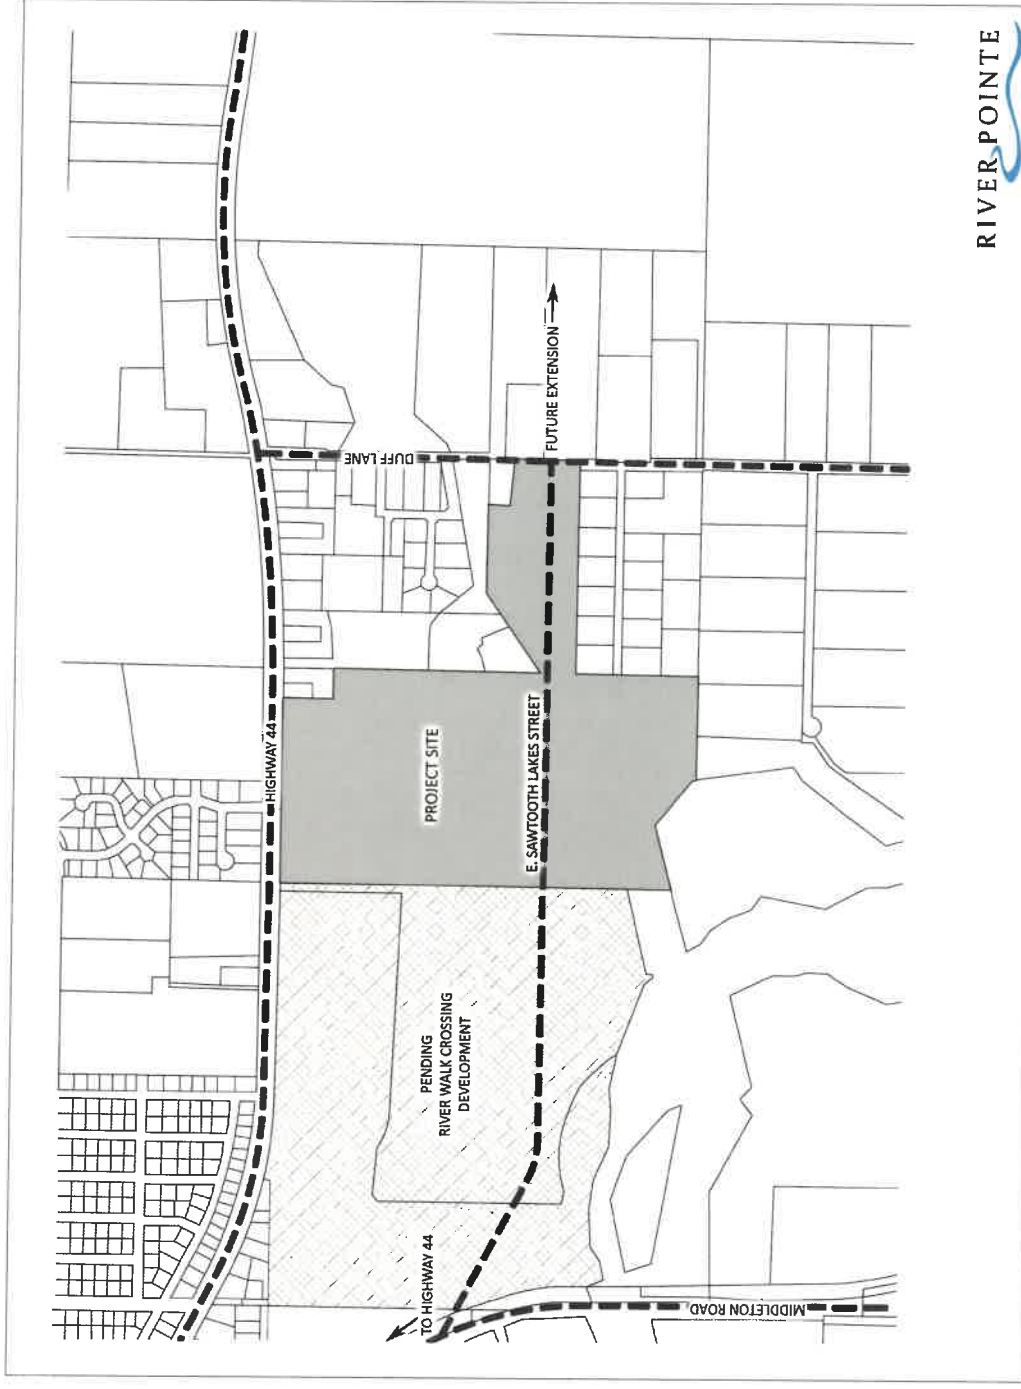 RIVER POINTE
HIGHWAY 44
DUFF LANE
FUTURE EXTENSION
PROJECT SITE
E. SAWTOOTH LAKES STREET
PENDING
RIVER WALK CROSSING
DEVELOPMENT
TO HIGHWAY 44
MIDDLETON ROAD